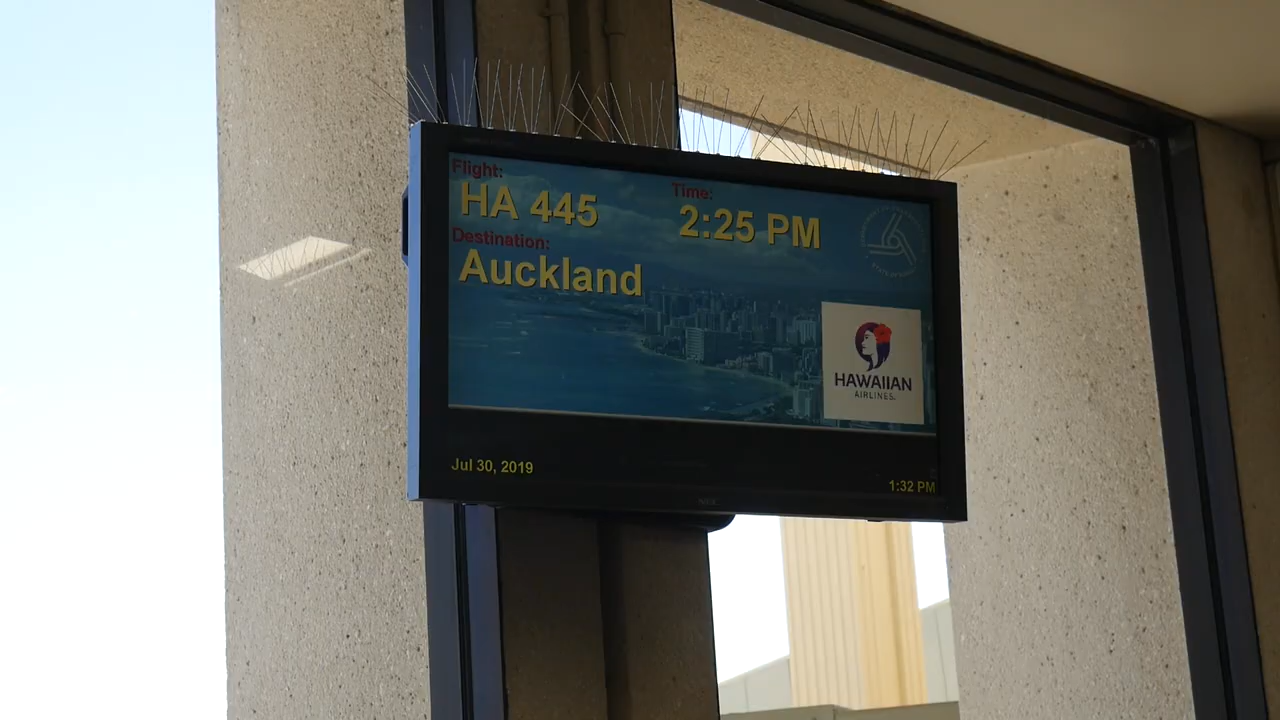 Flight:
HA 445
Time:
2:25 PM
Destination:
Auckland
HAWAIIAN
AIRLINES.
Jul 30, 2019
1:32 PM